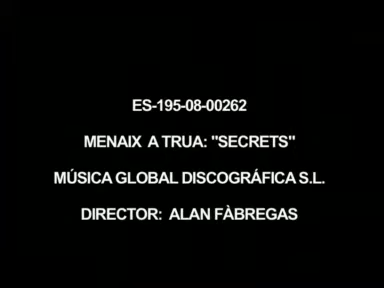 ES-195-08-00262
MENAIX A TRUA: "SECRETS"
MÚSICA GLOBAL DISCOGRÁFICA S.L.
DIRECTOR: ALAN FÀBREGAS